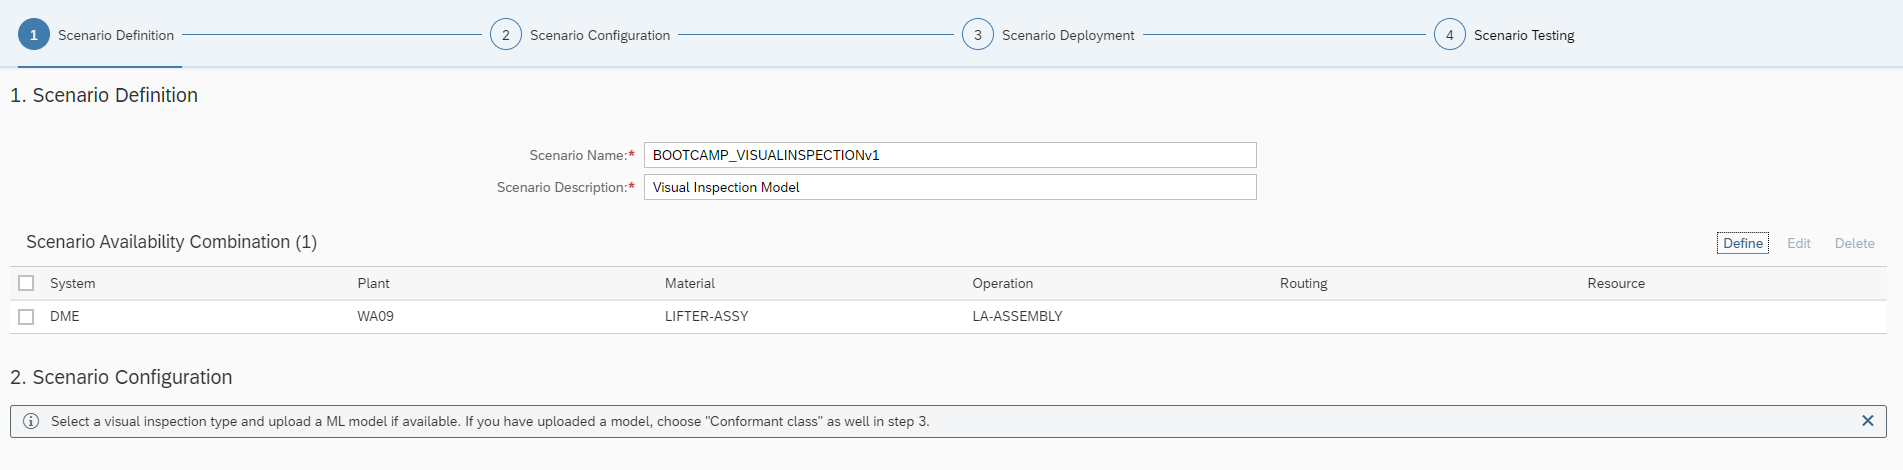 1 Scenario Definition 2 Scenario Configuration 3 Scenario Deployment 4 Scenario Testing
1. Scenario Definition
Scenario Name:* BOOTCAMP_VISUALINSPECTIONv1
Scenario Description:* Visual Inspection Model
Scenario Availability Combination (1) Define Edit Delete
System Plant Material Operation Routing Resource
DME WA09 LIFTER-ASSY LA-ASSEMBLY
2. Scenario Configuration
Select a visual inspection type and upload a ML model if available. If you have uploaded a model, choose "Conformant class" as well in step 3.